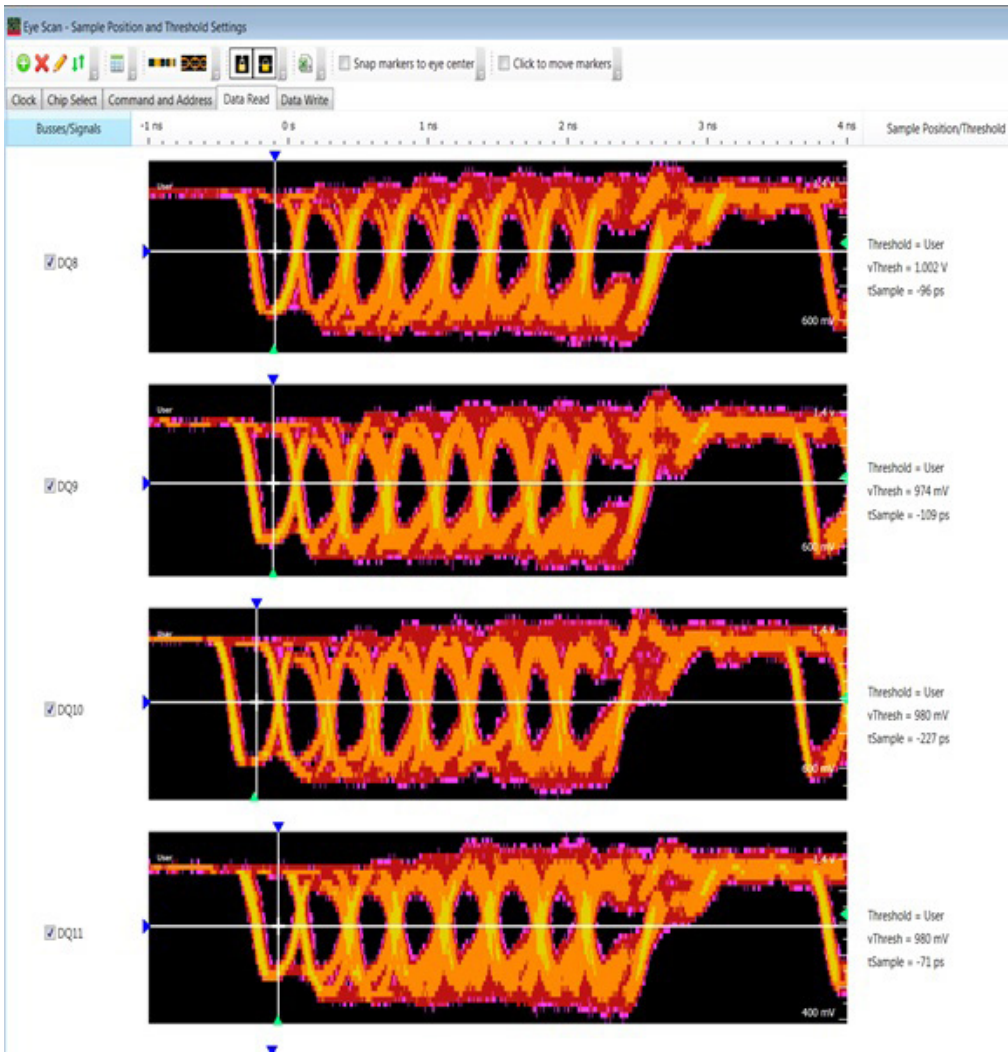 Eye Scan - Sample Position and Threshold Settings
Snap markers to eye center
Click to move markers
Clock
Chip Select
Command and Address
Data Read
Data Write
Busses/Signals
-1 ns
0 s
1 ns
2 ns
3 ns
4 ns
Sample Position/Threshold
User
1.4 V
DQ8
600 mV
Threshold = User
vThresh = 1.002 V
tSample = -96 ps
User
1.4 V
DQ9
600 mV
Threshold = User
vThresh = 974 mV
tSample = -109 ps
User
1.4 V
DQ10
600 mV
Threshold = User
vThresh = 980 mV
tSample = -227 ps
User
1.4 V
DQ11
400 mV
Threshold = User
vThresh = 980 mV
tSample = -71 ps